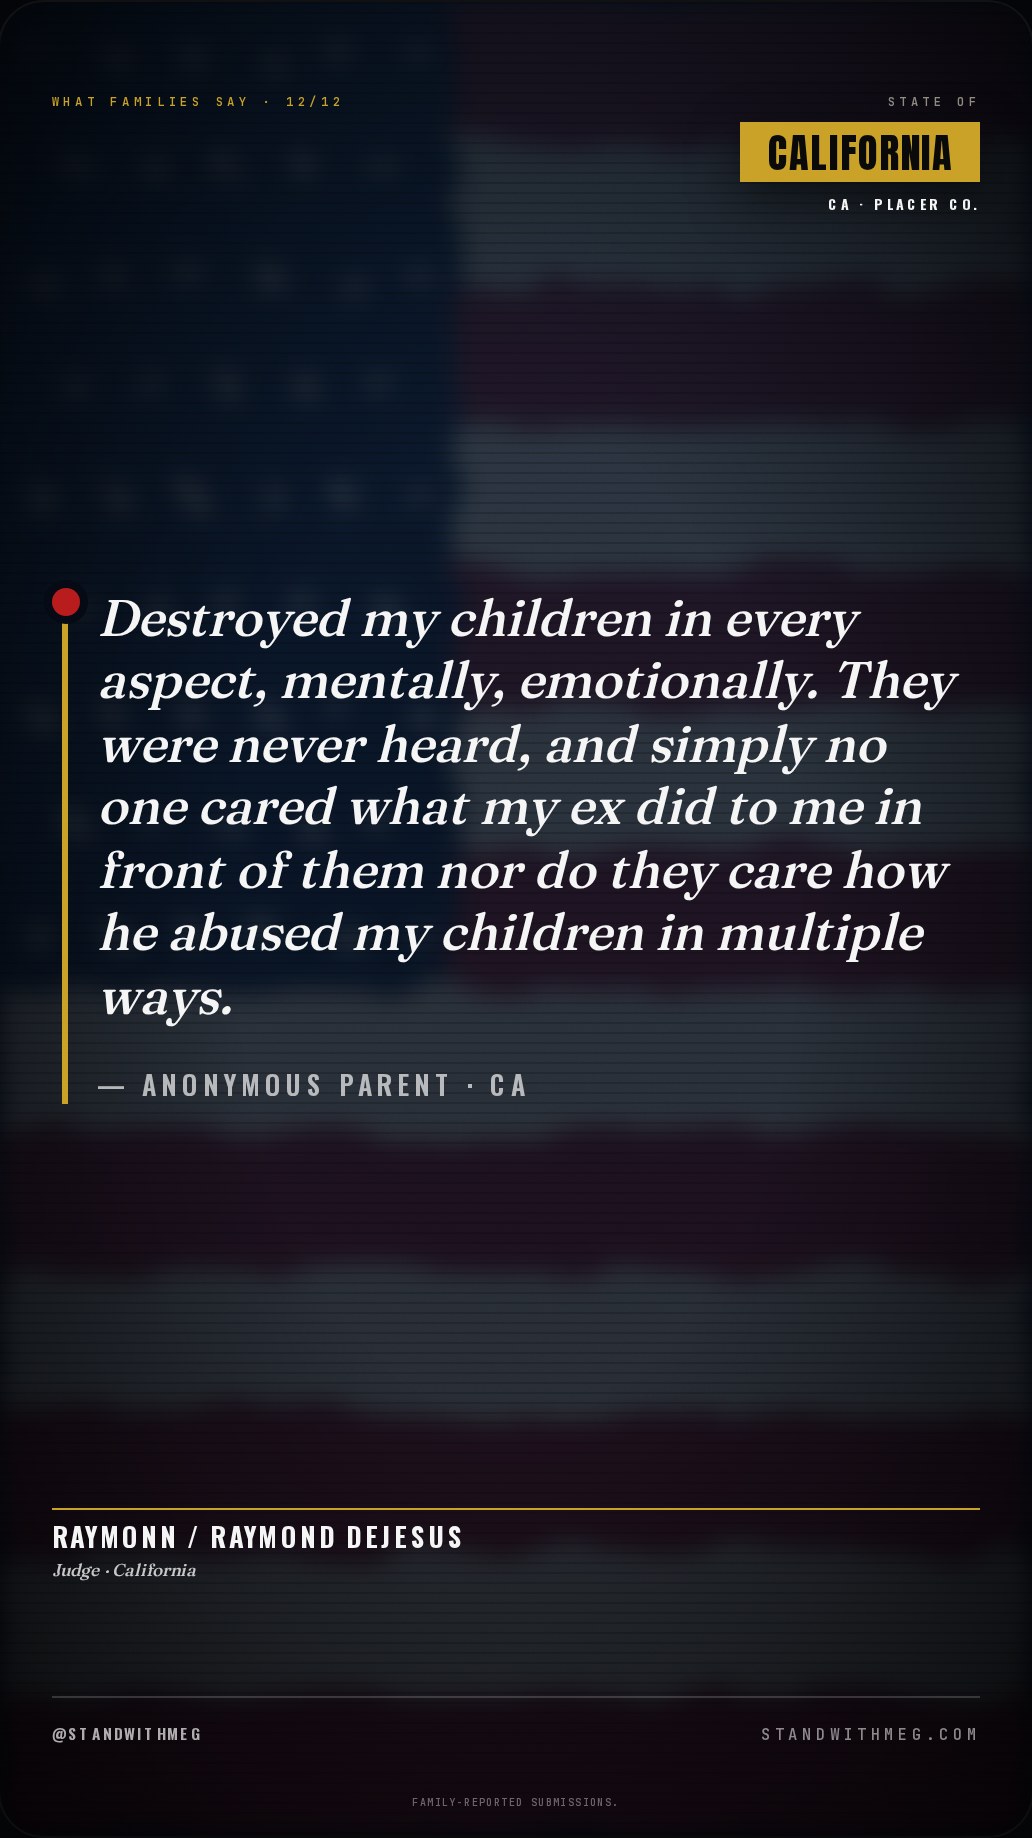 WHAT FAMILIES SAY · 12/12
STATE OF
CALIFORNIA
CA · PLACER CO.
Destroyed my children in every
aspect, mentally, emotionally. They
were never heard, and simply no
one cared what my ex did to me in
front of them nor do they care how
he abused my children in multiple
ways.
— ANONYMOUS PARENT · CA
RAYMONN / RAYMOND DEJESUS
Judge · California
@STANDWITHMEG
STANDWITHMEG.COM
FAMILY-REPORTED SUBMISSIONS.